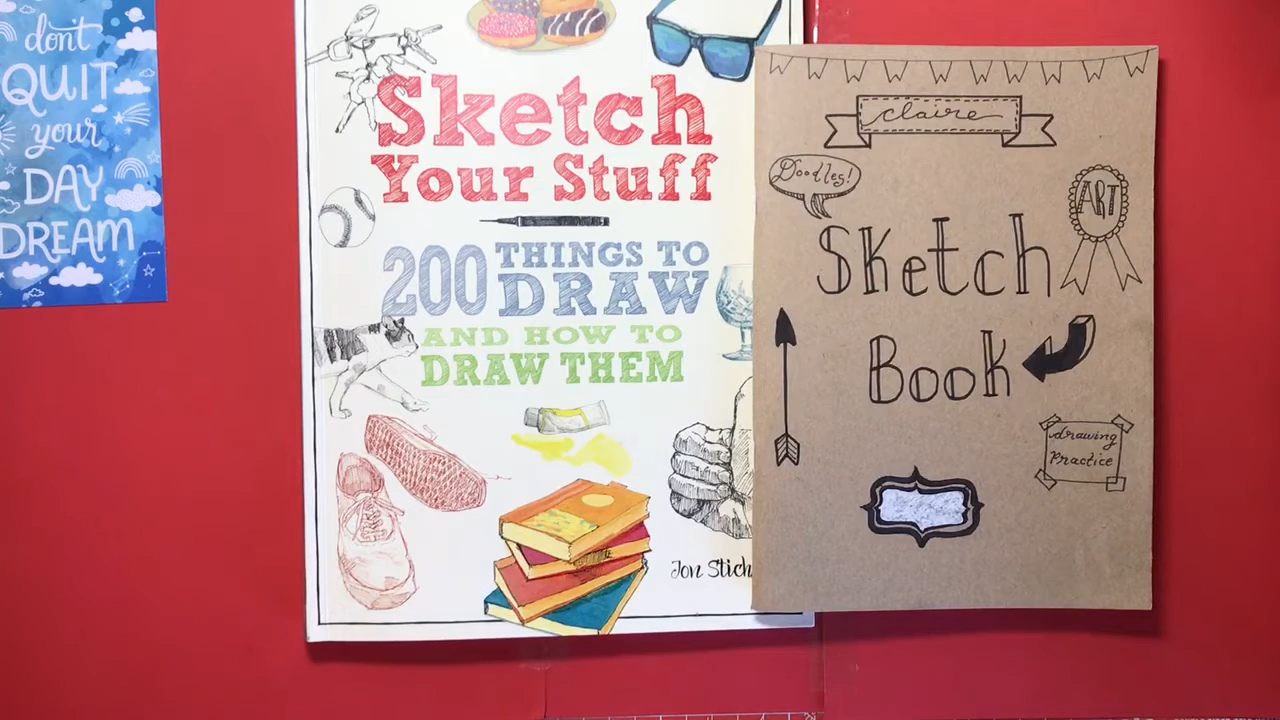 dont
QUIT
your
DAY
DREAM
Sketch
Your Stuff
200 THINGS TO
DRAW
AND HOW TO
DRAW THEM
Jon Stich
claire
Doodles!
ART
Sketch
Book
drawing
Practice